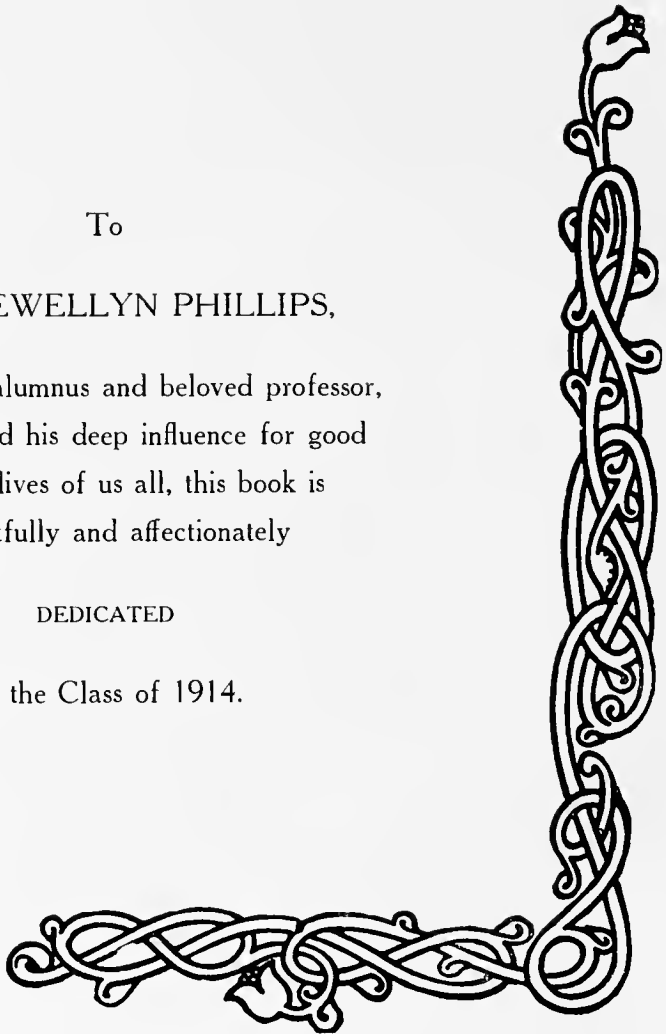 To
EWELLYN PHILLIPS,
alumnus and beloved professor,
d his deep influence for good
lives of us all, this book is
fully and affectionately
DEDICATED
the Class of 1914.